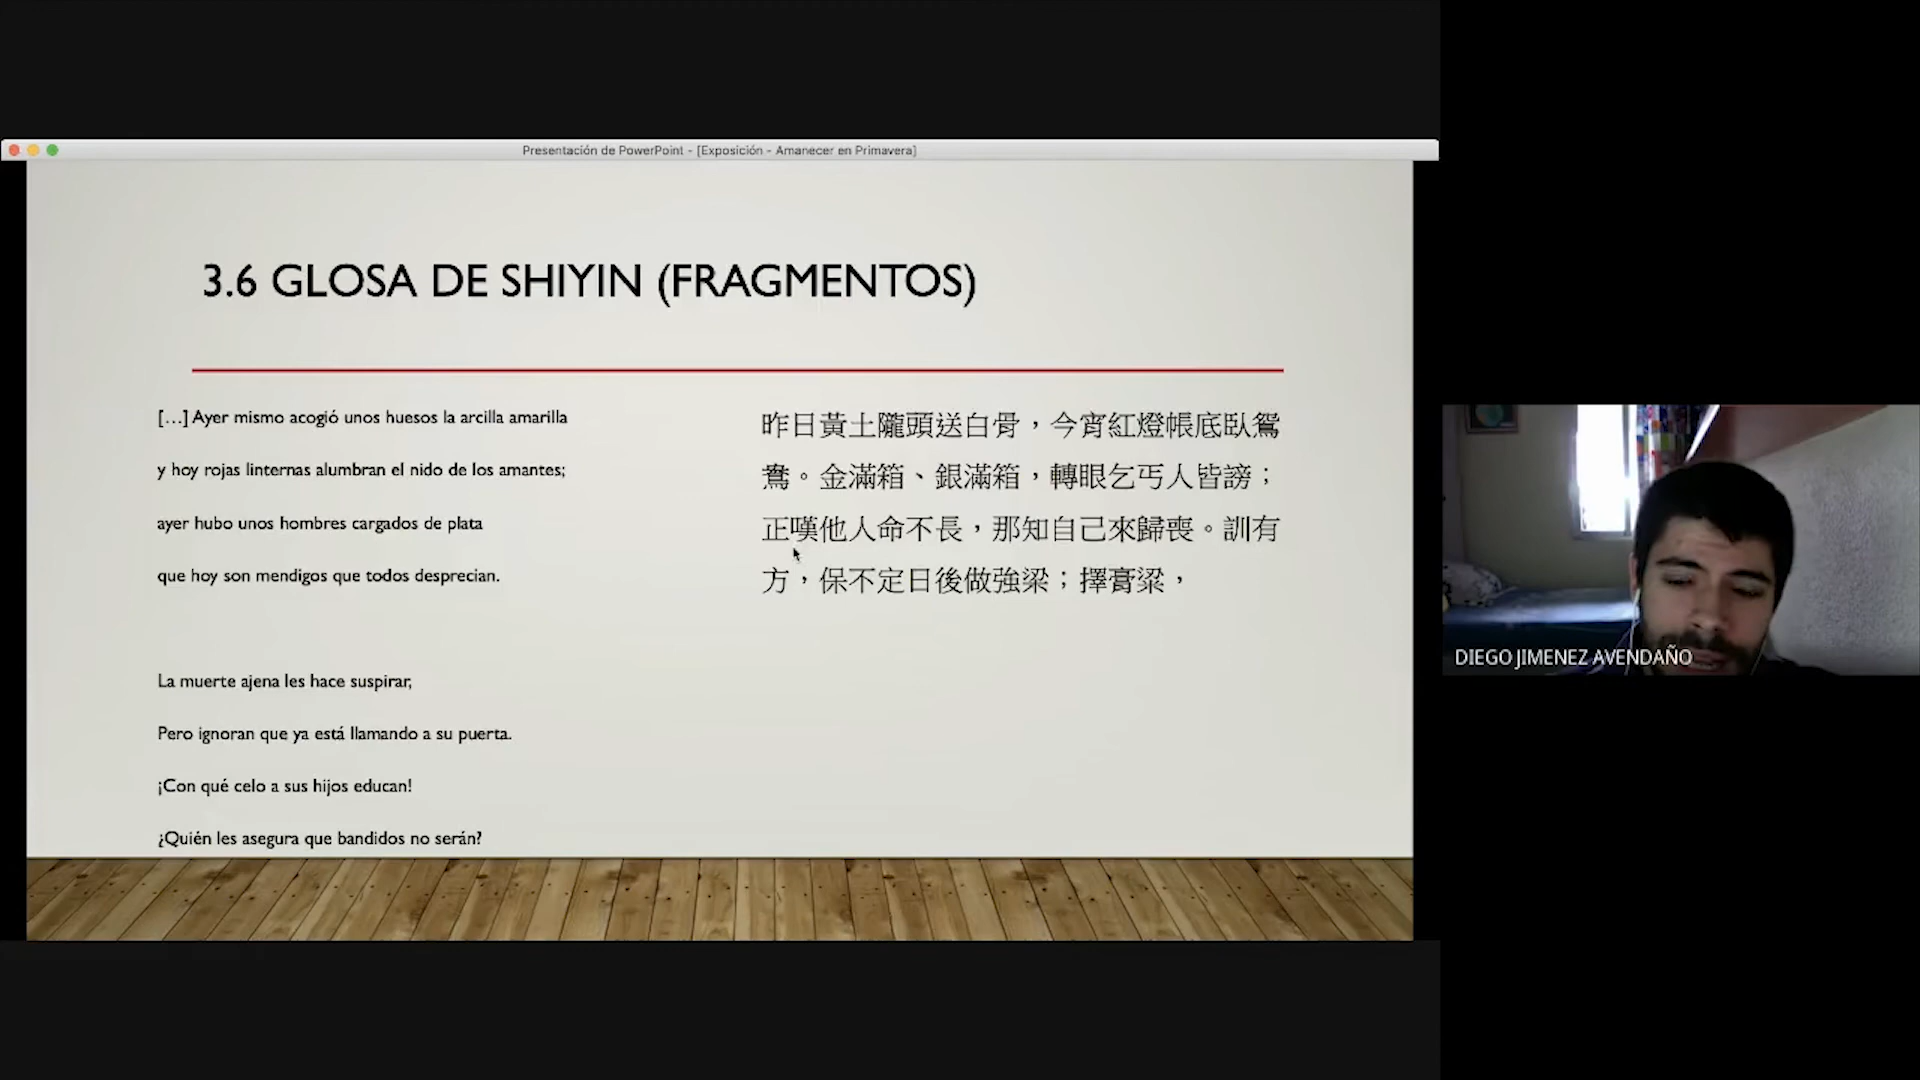 Presentación de PowerPoint - [Exposición - Amanecer en Primavera]
3.6 GLOSA DE SHIYIN (FRAGMENTOS)
[…] Ayer mismo acogió unos huesos la arcilla amarilla
y hoy rojas linternas alumbran el nido de los amantes;
ayer hubo unos hombres cargados de plata
que hoy son mendigos que todos desprecian.
La muerte ajena les hace suspirar,
Pero ignoran que ya está llamando a su puerta.
¡Con qué celo a sus hijos educan!
¿Quién les asegura que bandidos no serán?
昨日黃土隴頭送白骨，今宵紅燈帳底臥鴛
鴦。金滿箱、銀滿箱，轉眼乞丐人皆謗；
正嘆他人命不長，那知自己來歸喪。訓有
方，保不定日後做強梁；擇膏粱，
DIEGO JIMENEZ AVENDAÑO